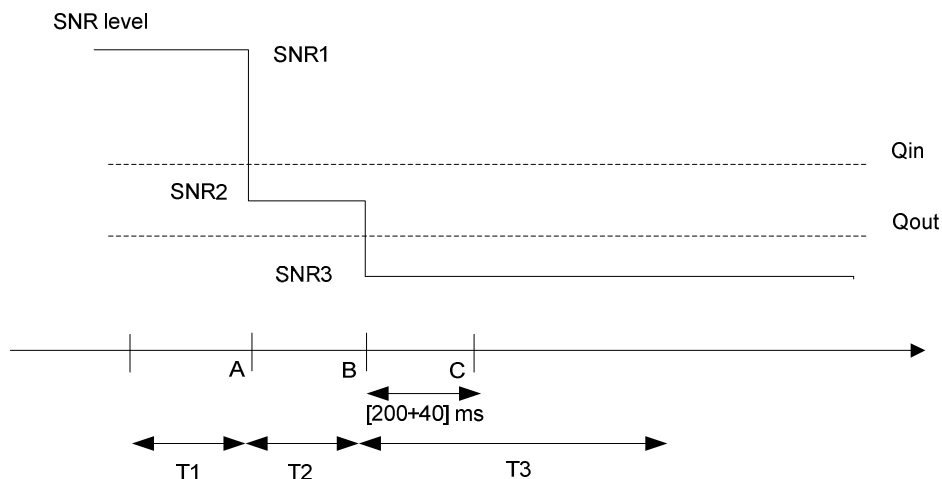 SNR level
SNR1
Qin
SNR2
Qout
SNR3
A
B
C
[200+40] ms
T1
T2
T3